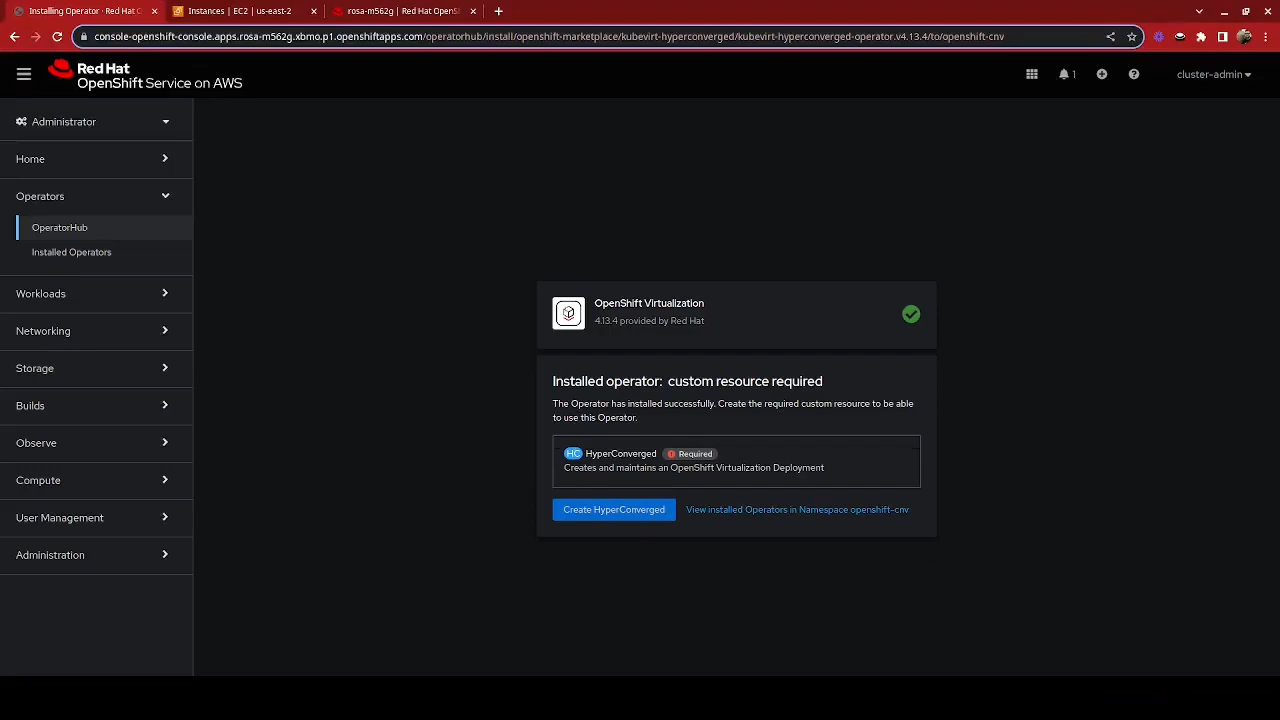 Installing Operator · Red Hat O
Instances | EC2 | us-east-2
rosa-m562g | Red Hat OpenSh
console-openshift-console.apps.rosa-m562g.xbmo.p1.openshiftapps.com/operatorhub/install/openshift-marketplace/kubevirt-hyperconverged/kubevirt-hyperconverged-operator.v4.13.4/to/openshift-cnv
Red Hat
OpenShift Service on AWS
1
cluster-admin
Administrator
Home
Operators
OperatorHub
Installed Operators
Workloads
Networking
Storage
Builds
Observe
Compute
User Management
Administration
OpenShift Virtualization
4.13.4 provided by Red Hat
Installed operator: custom resource required
The Operator has installed successfully. Create the required custom resource to be able
to use this Operator.
HC HyperConverged Required
Creates and maintains an OpenShift Virtualization Deployment
Create HyperConverged
View installed Operators in Namespace openshift-cnv